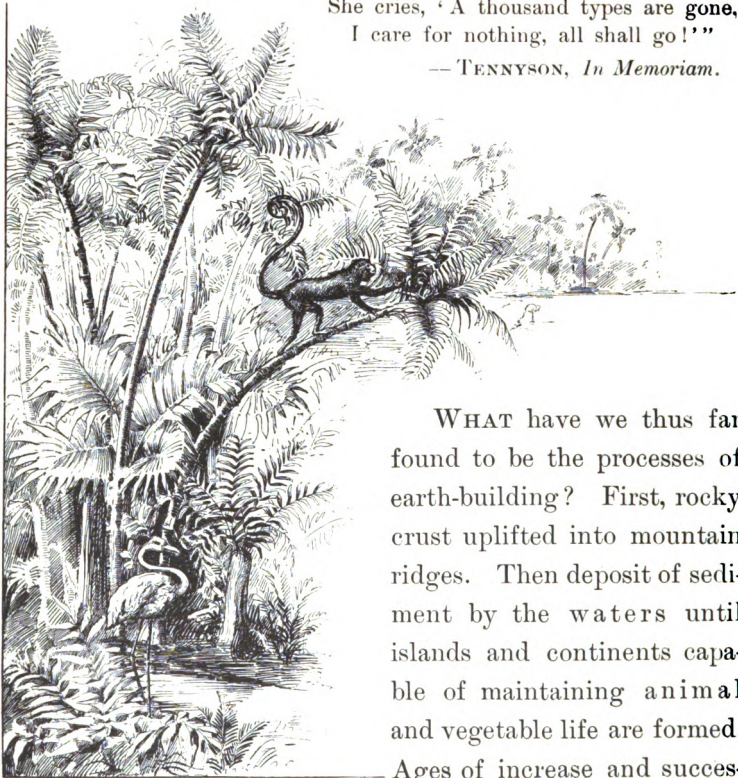 She cries, ‘A thousand types are gone,
I care for nothing, all shall go!’”
— TENNYSON, In Memoriam.
WHAT have we thus far
found to be the processes of
earth-building? First, rocky
crust uplifted into mountain
ridges. Then deposit of sedi-
ment by the waters until
islands and continents capa-
ble of maintaining animal
and vegetable life are formed
Ages of increase and succes-